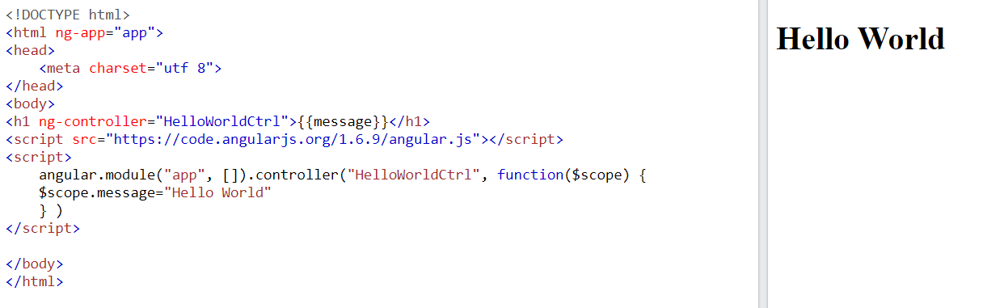 <!DOCTYPE html>
<html ng-app="app">
<head>
    <meta charset="utf 8">
</head>
<body>
<h1 ng-controller="HelloWorldCtrl">{{message}}</h1>
<script src="https://code.angularjs.org/1.6.9/angular.js"></script>
<script>
    angular.module("app", []).controller("HelloWorldCtrl", function($scope) {
    $scope.message="Hello World"
    } )
</script>
</body>
</html>
Hello World